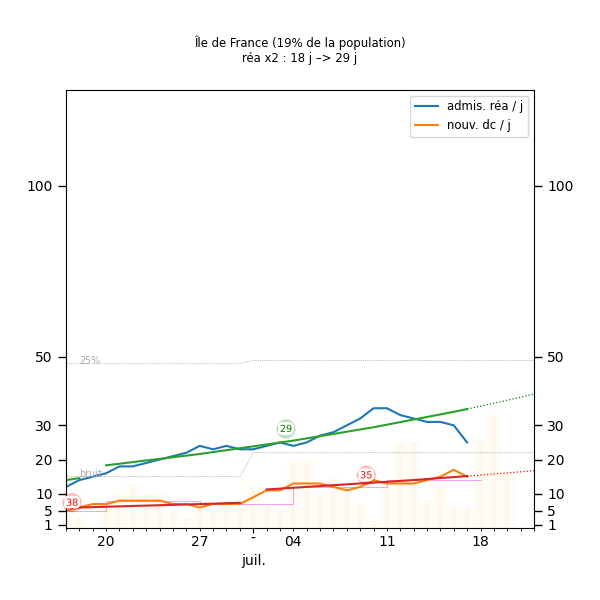 Île de France (19% de la population)
réa x2 : 18 j –> 29 j
admis. réa / j
nouv. dc / j
100 100
50 50
25%
30 30
29
20 20
bruit
35
10 10
38
5 5
1 1
20 27 - 04 11 18
juil.